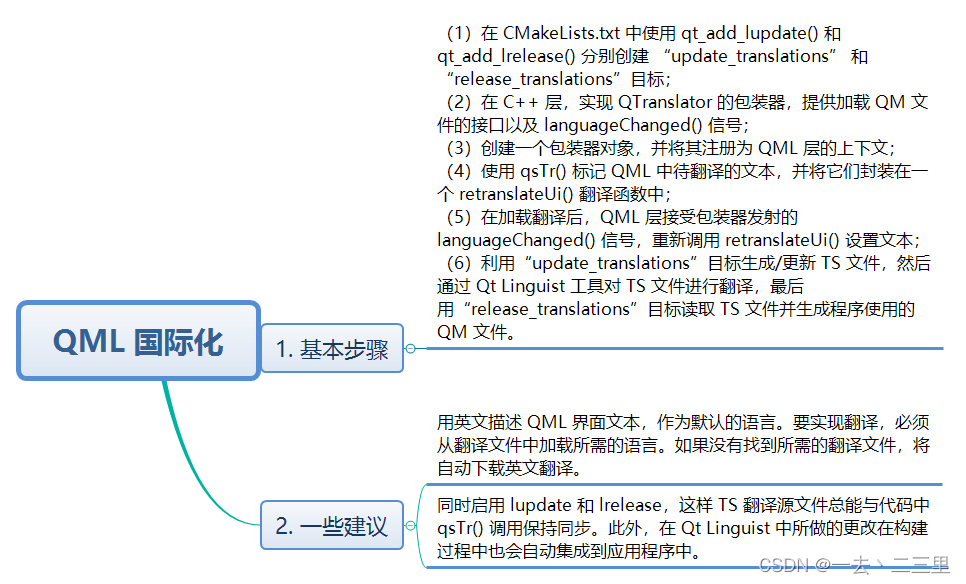 （1）在 CMakeLists.txt 中使用 qt_add_lupdate() 和
qt_add_lrelease() 分别创建 “update_translations” 和
“release_translations” 目标；
（2）在 C++ 层，实现 QTranslator 的包装器，提供加载 QM 文
件的接口以及 languageChanged() 信号；
（3）创建一个包装器对象，并将其注册为 QML 层的上下文；
（4）使用 qsTr() 标记 QML 中待翻译的文本，并将它们封装在一
个 retranslateUi() 翻译函数中；
（5）在加载翻译后，QML 层接受包装器发射的
languageChanged() 信号，重新调用 retranslateUi() 设置文本；
（6）利用“update_translations”目标生成/更新 TS 文件，然后
通过 Qt Linguist 工具对 TS 文件进行翻译，最后
用“release_translations”目标读取 TS 文件并生成程序使用的
QM 文件。
QML 国际化
1. 基本步骤
用英文描述 QML 界面文本，作为默认的语言。要实现翻译，必须
从翻译文件中加载所需的语言。如果没有找到所需的翻译文件，将
自动下载英文翻译。
2. 一些建议
同时启用 lupdate 和 lrelease，这样 TS 翻译源文件总能与代码中
qsTr() 调用保持同步。此外，在 Qt Linguist 中所做的更改在构建
过程中也会自动集成到应用程序中。
CSDN @一去丶二三里